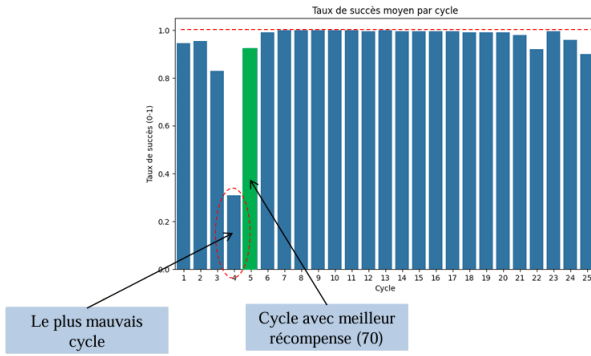 Taux de succès moyen par cycle
Taux de succès (0-1)
1.0
0.8
0.6
0.4
0.2
0.0
1 2 3 4 5 6 7 8 9 10 11 12 13 14 15 16 17 18 19 20 21 22 23 24 25
Cycle
Le plus mauvais
cycle
Cycle avec meilleur
récompense (70)